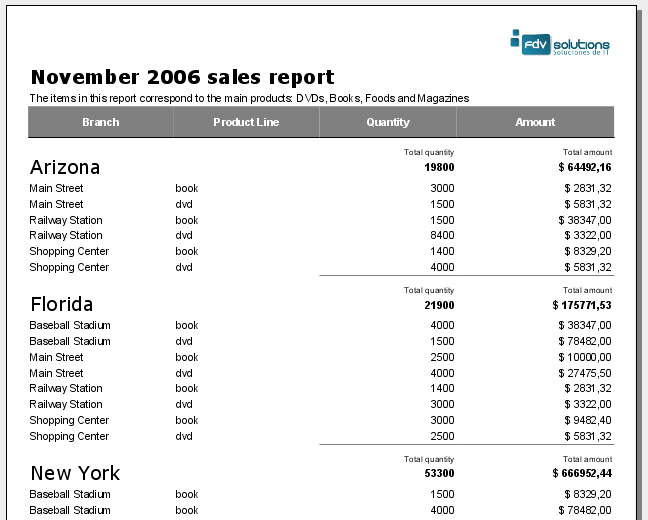 fdv solutions
Soluciones de IT
November 2006 sales report
The items in this report correspond to the main products: DVDs, Books, Foods and Magazines
Branch Product Line Quantity Amount
Total quantity Total amount
Arizona 19800 $ 64492,16
Main Street book 3000 $ 2831,32
Main Street dvd 1500 $ 5831,32
Railway Station book 1500 $ 38347,00
Railway Station dvd 8400 $ 3322,00
Shopping Center book 1400 $ 8329,20
Shopping Center dvd 4000 $ 5831,32
Total quantity Total amount
Florida 21900 $ 175771,53
Baseball Stadium book 4000 $ 38347,00
Baseball Stadium dvd 1500 $ 78482,00
Main Street book 2500 $ 10000,00
Main Street dvd 4000 $ 27475,50
Railway Station book 1400 $ 2831,32
Railway Station dvd 3000 $ 3322,00
Shopping Center book 3000 $ 9482,40
Shopping Center dvd 2500 $ 5831,32
Total quantity Total amount
New York 53300 $ 666952,44
Baseball Stadium book 1500 $ 8329,20
Baseball Stadium book 4000 $ 78482,00